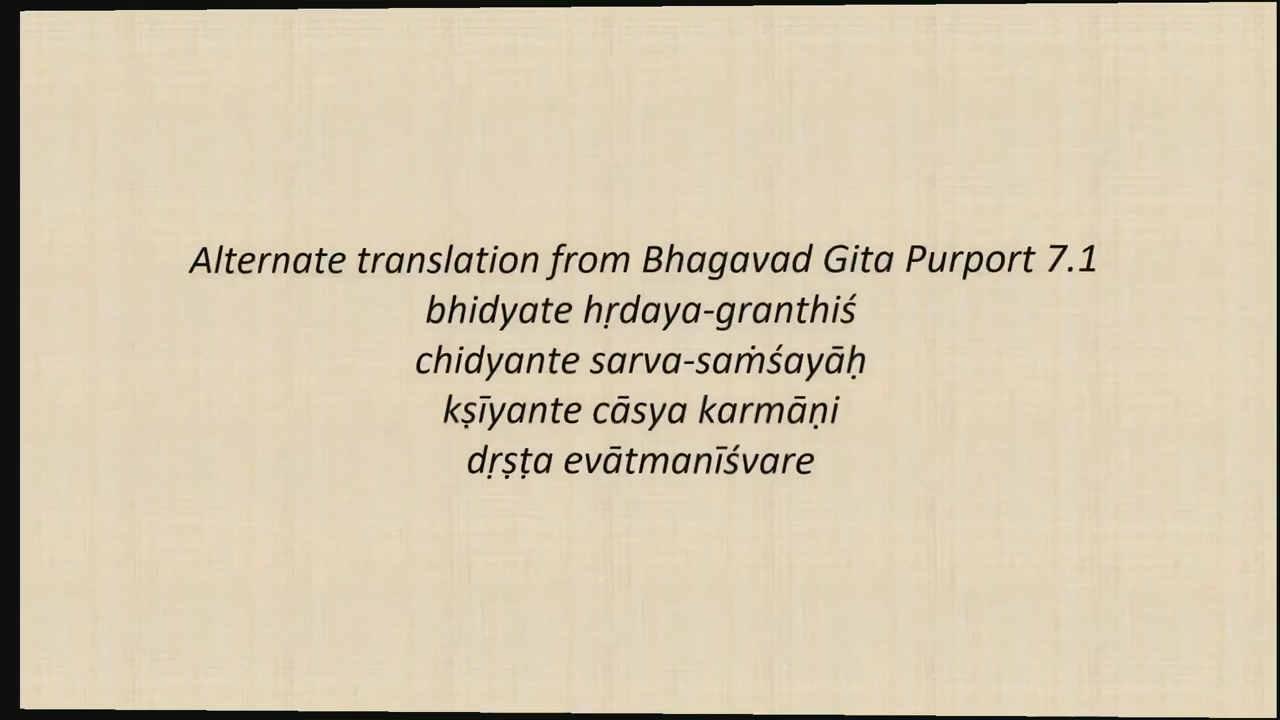 Alternate translation from Bhagavad Gita Purport 7.1
bhidyate hṛdaya-granthiś
chidyante sarva-saṁśayāḥ
kṣīyante cāsya karmāṇi
dṛṣṭa evātmanīśvare